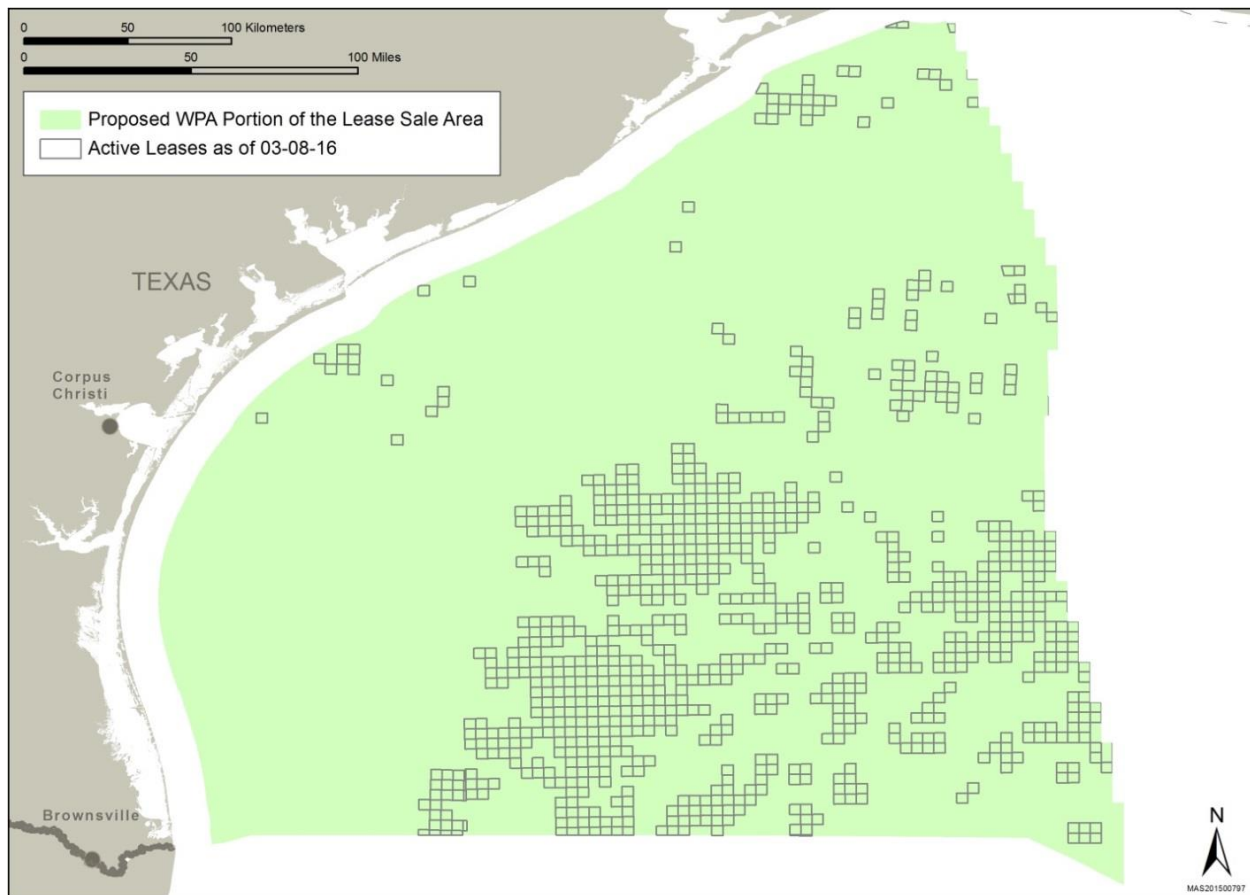 0 50 100 Kilometers
0 50 100 Miles
Proposed WPA Portion of the Lease Sale Area
Active Leases as of 03-08-16
TEXAS
Corpus
Christi
Brownsville
N
MAS201500797